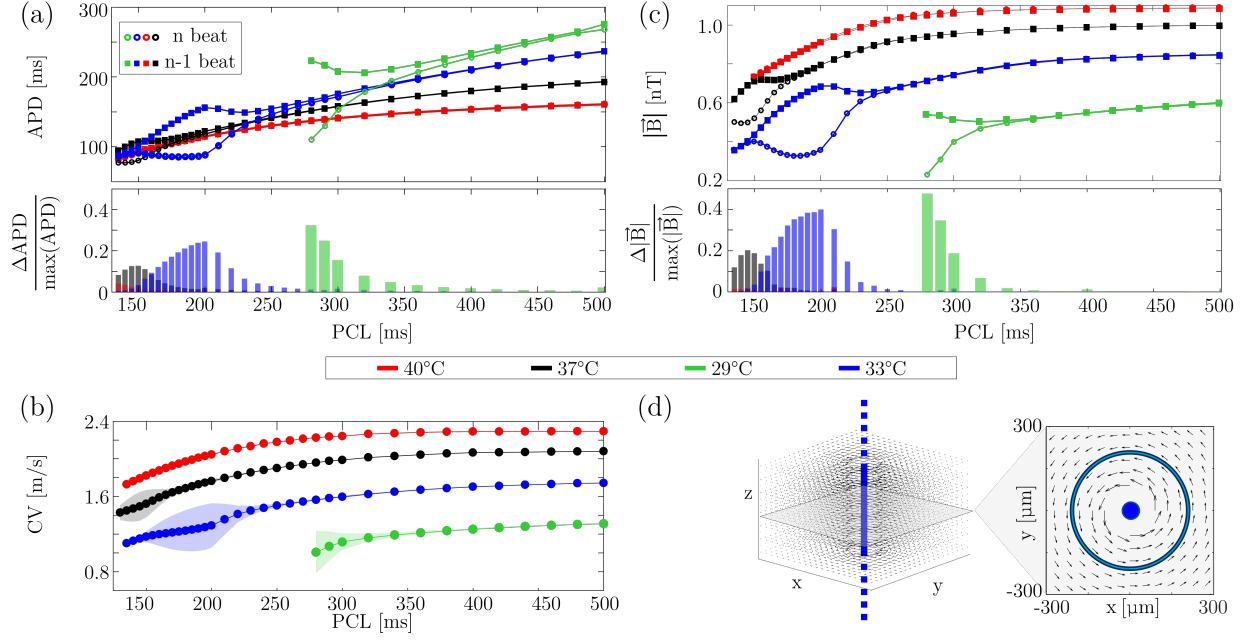 (a)
300
200
100
APD [ms]
n beat
n-1 beat
0.4
0.2
0
ΔAPD
max(APD)
150 200 250 300 350 400 450 500
PCL [ms]
(c)
1.0
0.6
0.2
|B⃗| [nT]
0.4
0.2
0
Δ|B⃗|
max(|B⃗|)
150 200 250 300 350 400 450 500
PCL [ms]
40°C 37°C 29°C 33°C
(b)
2.4
1.6
0.8
CV [m/s]
150 200 250 300 350 400 450 500
PCL [ms]
(d)
z
x
y
300
y [μm]
-300
-300 x [μm] 300